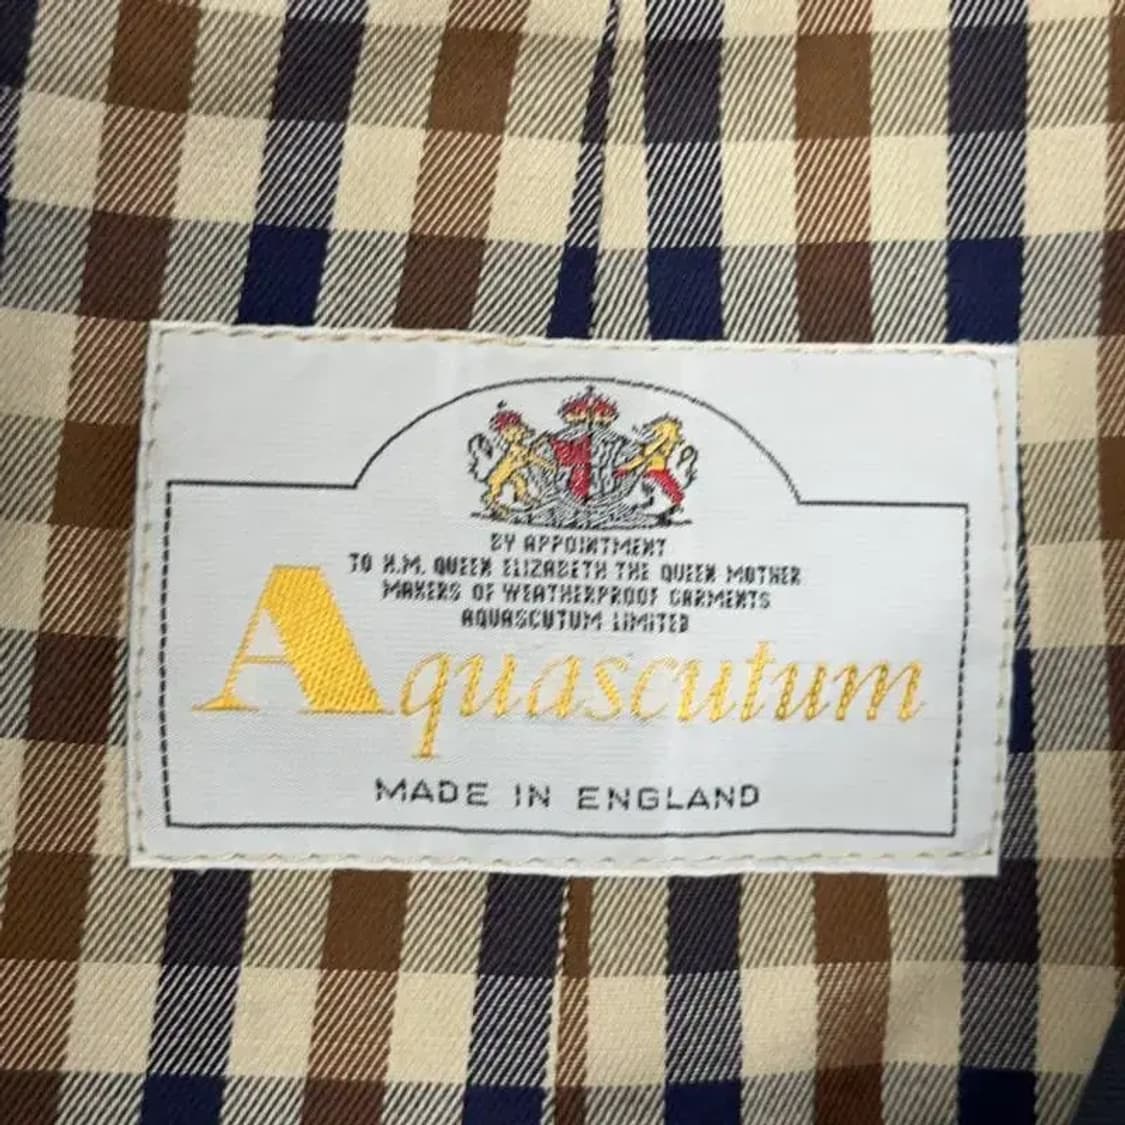 BY APPOINTMENT
TO H.M. QUEEN ELIZABETH THE QUEEN MOTHER
MAKERS OF WEATHERPROOF GARMENTS
AQUASCUTUM LIMITED
Aquascutum
MADE IN ENGLAND